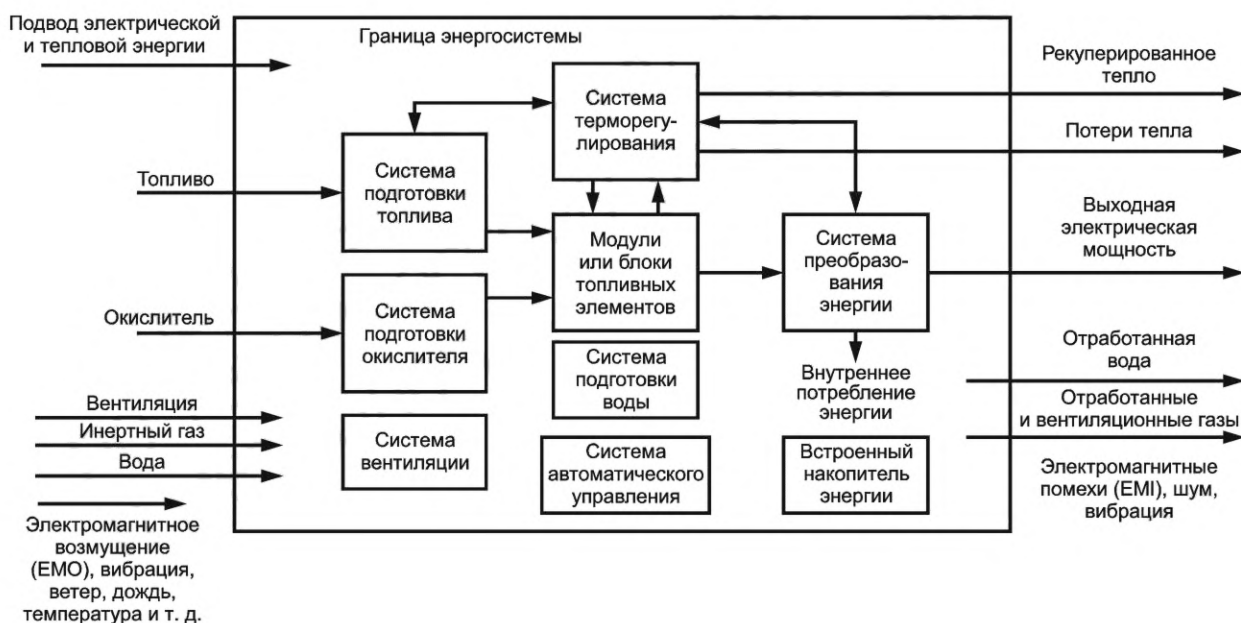 Подвод электрической
и тепловой энергии
Граница энергосистемы
Рекуперированное
тепло
Система
терморегу-
лирования
Потери тепла
Топливо
Система
подготовки
топлива
Выходная
электрическая
мощность
Модули
или блоки
топливных
элементов
Система
преобразо-
вания
энергии
Окислитель
Система
подготовки
окислителя
Система
подготовки
воды
Внутреннее
потребление
энергии
Отработанная
вода
Вентиляция
Инертный газ
Вода
Отработанные
и вентиляционные газы
Система
вентиляции
Система
автоматического
управления
Встроенный
накопитель
энергии
Электромагнитные
помехи (EMI), шум,
вибрация
Электромагнитное
возмущение
(EMO), вибрация,
ветер, дождь,
температура и т. д.